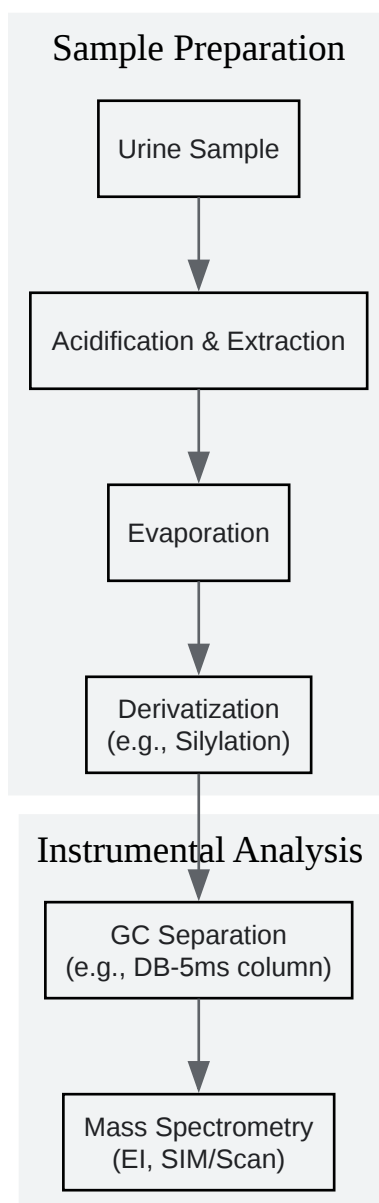 Sample Preparation
Urine Sample
Acidification & Extraction
Evaporation
Derivatization
(e.g., Silylation)
Instrumental Analysis
GC Separation
(e.g., DB-5ms column)
Mass Spectrometry
(EI, SIM/Scan)